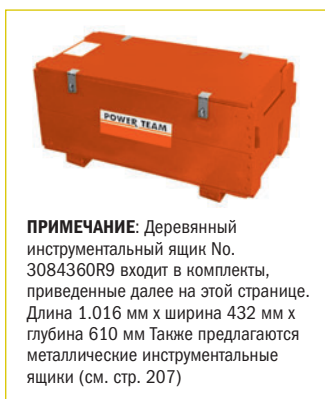 POWER TEAM
ПРИМЕЧАНИЕ: Деревянный
инструментальный ящик No.
3084360R9 входит в комплекты,
приведенные далее на этой странице.
Длина 1.016 мм x ширина 432 мм x
глубина 610 мм Также предлагаются
металлические инструментальные
ящики (см. стр. 207)